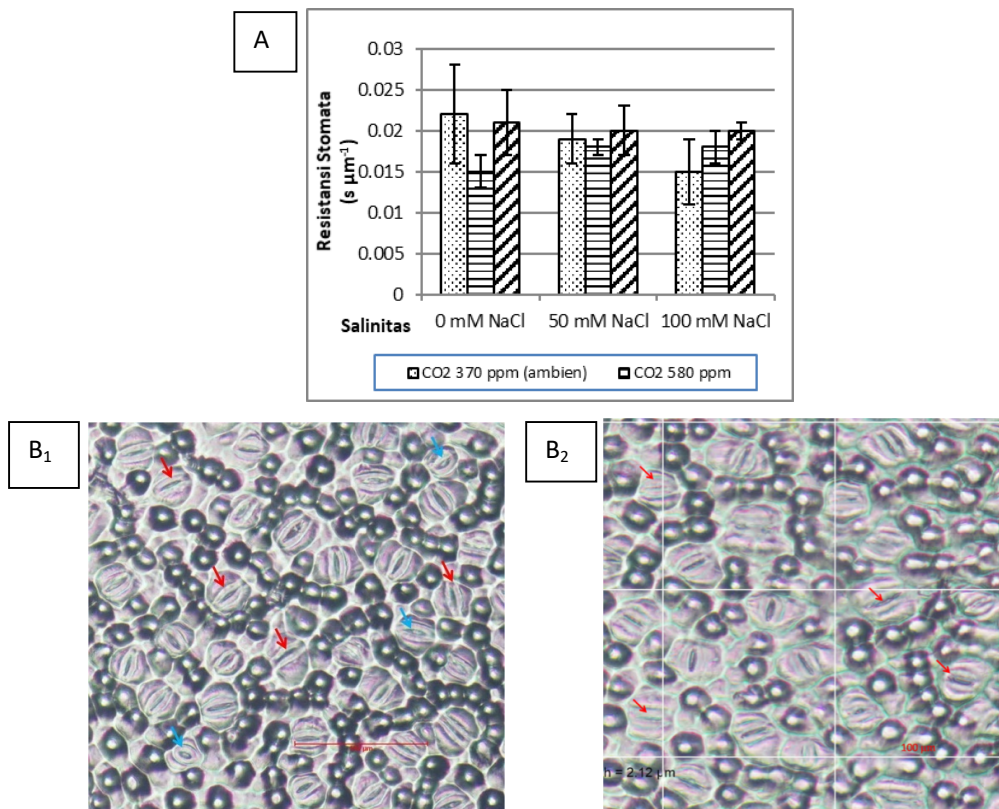 A
0.03
0.025
0.02
0.015
0.01
0.005
0
Resistansi Stomata
(s µm⁻¹)
Salinitas 0 mM NaCl 50 mM NaCl 100 mM NaCl
CO2 370 ppm (ambien) CO2 580 ppm
B₁
B₂
100 µm
h = 2.12 µm